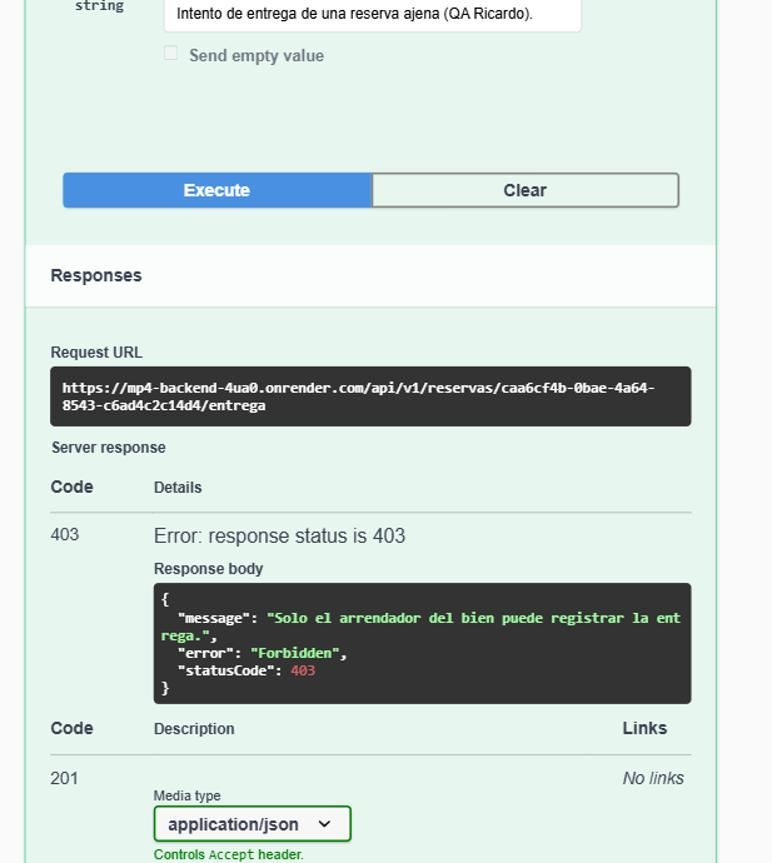 string
Intento de entrega de una reserva ajena (QA Ricardo).
Send empty value
Execute
Clear
Responses
Request URL
https://mp4-backend-4ua0.onrender.com/api/v1/reservas/caa6cf4b-0bae-4a64-
8543-c6ad4c2c14d4/entrega
Server response
Code Details
403 Error: response status is 403
Response body
{
"message": "Solo el arrendador del bien puede registrar la ent
rega.",
"error": "Forbidden",
"statusCode": 403
}
Code Description Links
201 No links
Media type
application/json
Controls Accept header.